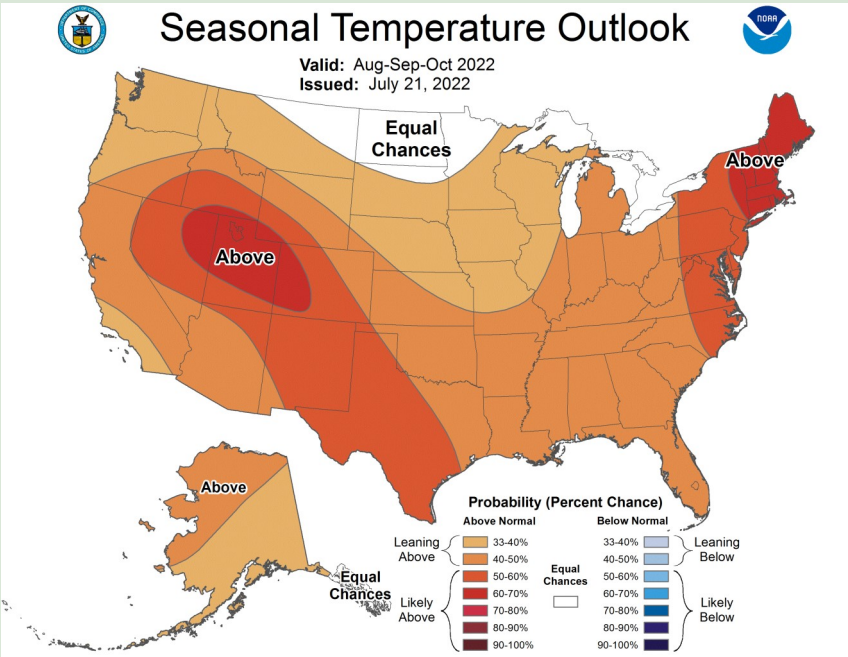 Seasonal Temperature Outlook
NOAA
Valid: Aug-Sep-Oct 2022
Issued: July 21, 2022
Equal
Chances
Above
Above
Above
Equal
Chances
Probability (Percent Chance)
Above Normal
Below Normal
Leaning
Above
33-40%
40-50%
Likely
Above
50-60%
60-70%
70-80%
80-90%
90-100%
Equal
Chances
33-40%
40-50%
Leaning
Below
50-60%
60-70%
70-80%
80-90%
90-100%
Likely
Below